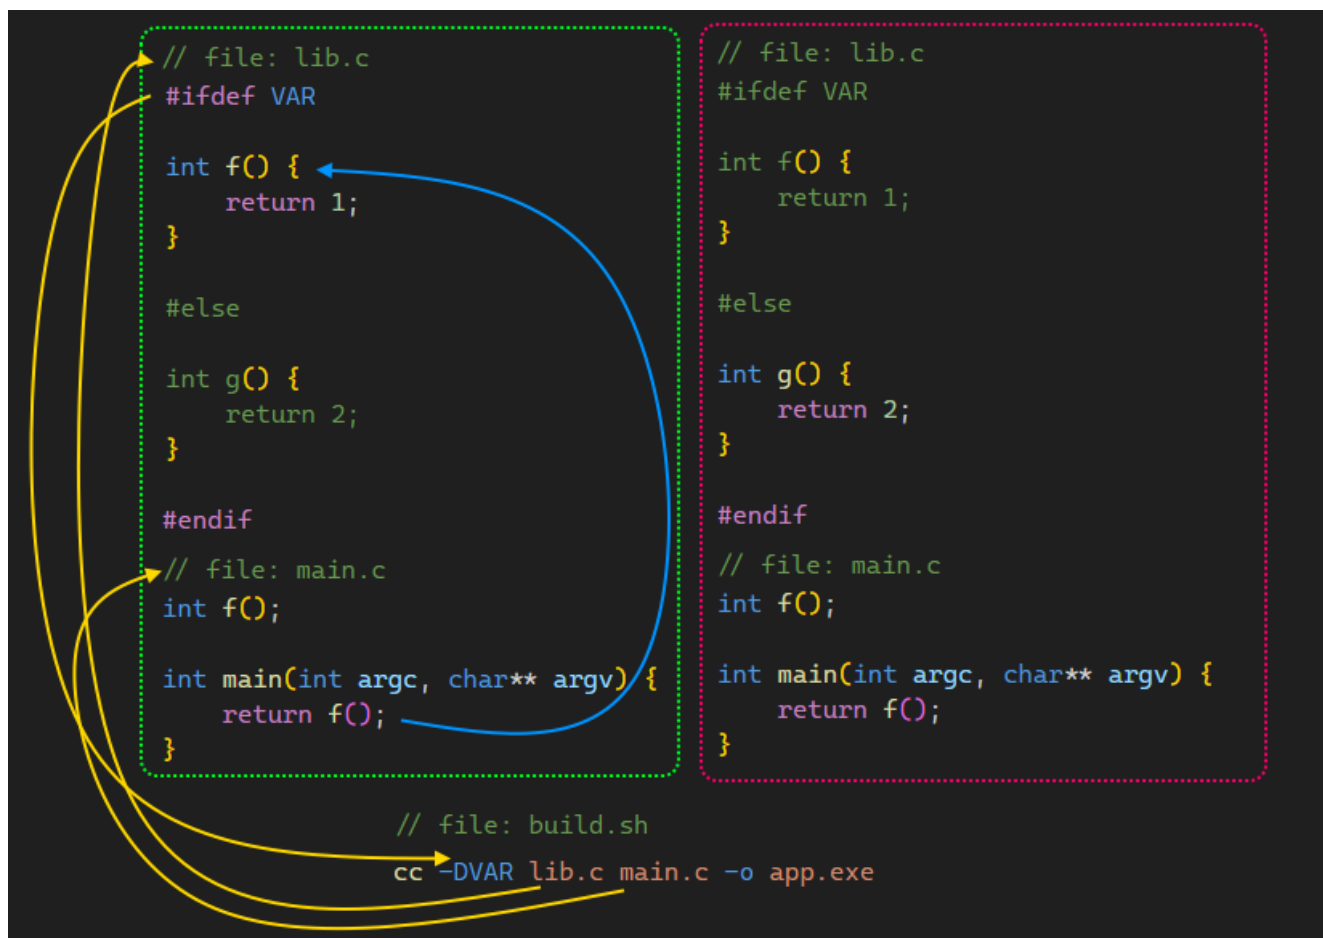 // file: lib.c
#ifdef VAR
int f() {
return 1;
}
#else
int g() {
return 2;
}
#endif
// file: main.c
int f();
int main(int argc, char** argv) {
return f();
}
// file: lib.c
#ifdef VAR
int f() {
return 1;
}
#else
int g() {
return 2;
}
#endif
// file: main.c
int f();
int main(int argc, char** argv) {
return f();
}
// file: build.sh
cc -DVAR lib.c main.c -o app.exe